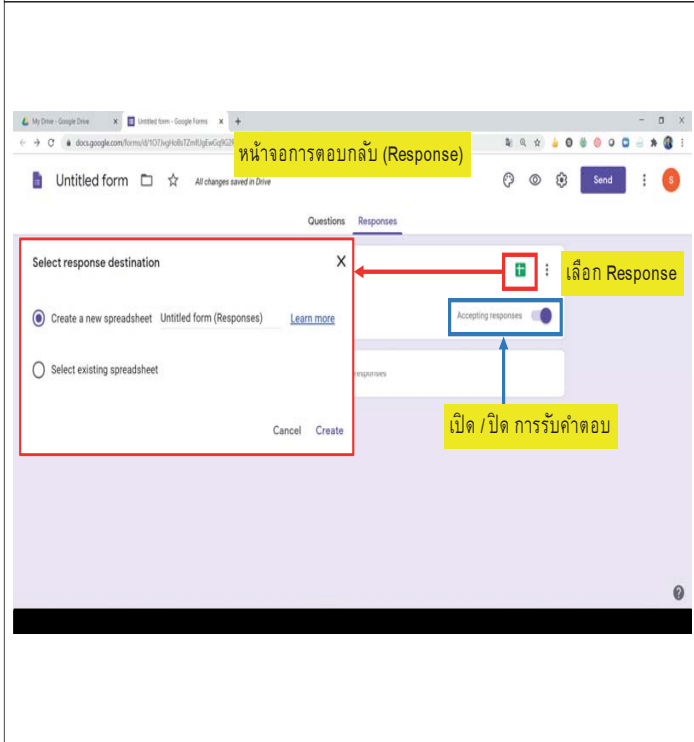 My Drive - Google Drive
Untitled form - Google Forms
หน้าจอการตอบกลับ (Response)
Untitled form
All changes saved in Drive
Send
S
Questions Responses
Select response destination X
เลือก Response
Create a new spreadsheet Untitled form (Responses) Learn more
Accepting responses
Select existing spreadsheet
responses
เปิด / ปิด การรับคำตอบ
Cancel Create